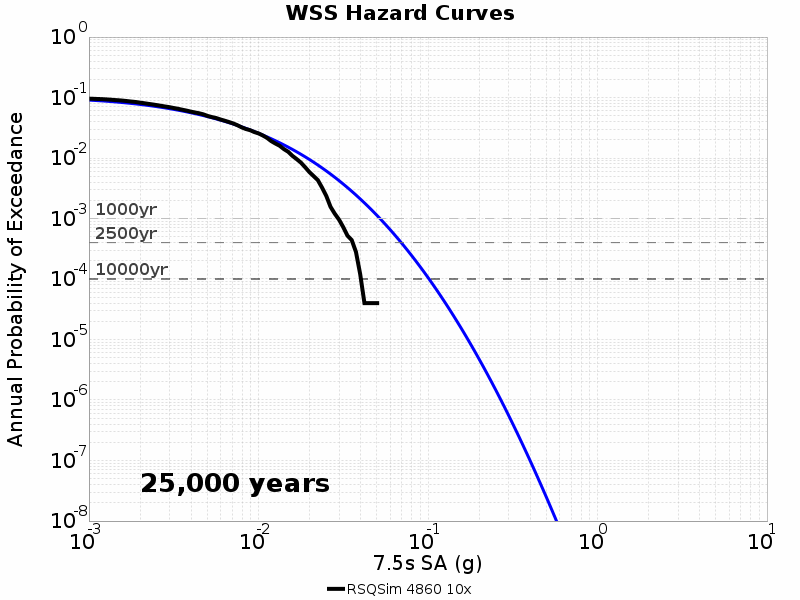 WSS Hazard Curves
Annual Probability of Exceedance
10^0
10^-1
10^-2
10^-3
10^-4
10^-5
10^-6
10^-7
10^-8
1000yr
2500yr
10000yr
25,000 years
10^-3 10^-2 10^-1 10^0 10^1
7.5s SA (g)
RSQSim 4860 10x